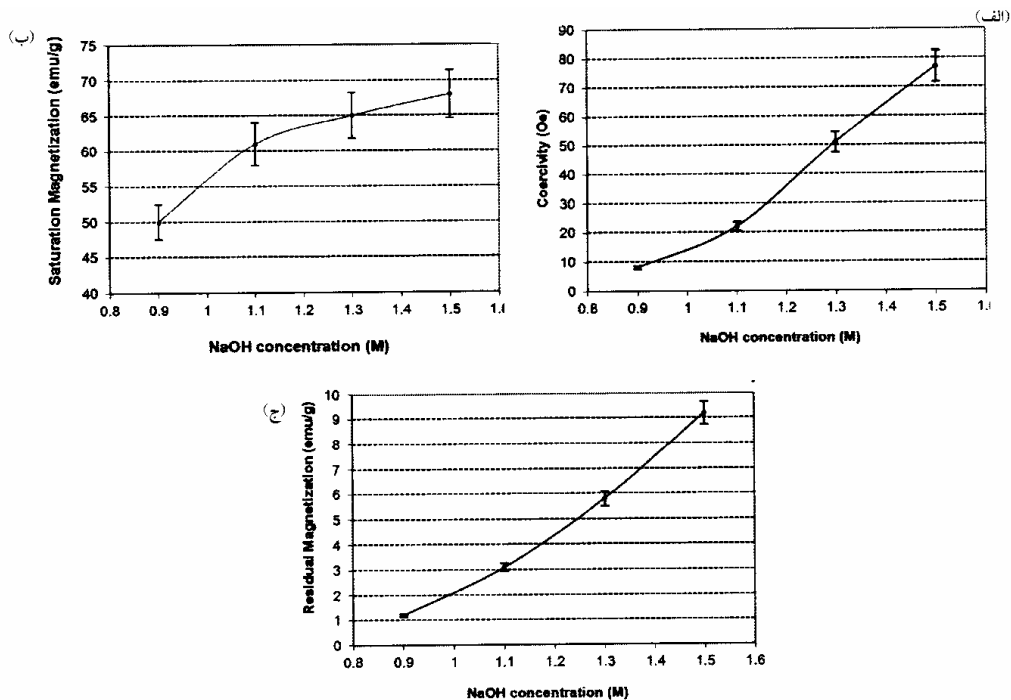 (الف)
90
80
70
60
50
40
30
20
10
0
Coercivity (Oe)
0.8 0.9 1 1.1 1.2 1.3 1.4 1.5 1.6
NaOH concentration (M)
(ب)
75
70
65
60
55
50
45
40
Saturation Magnetization (emu/g)
0.8 0.9 1 1.1 1.2 1.3 1.4 1.5 1.6
NaOH concentration (M)
(ج)
10
9
8
7
6
5
4
3
2
1
0
Residual Magnetization (emu/g)
0.8 0.9 1 1.1 1.2 1.3 1.4 1.5 1.6
NaOH concentration (M)